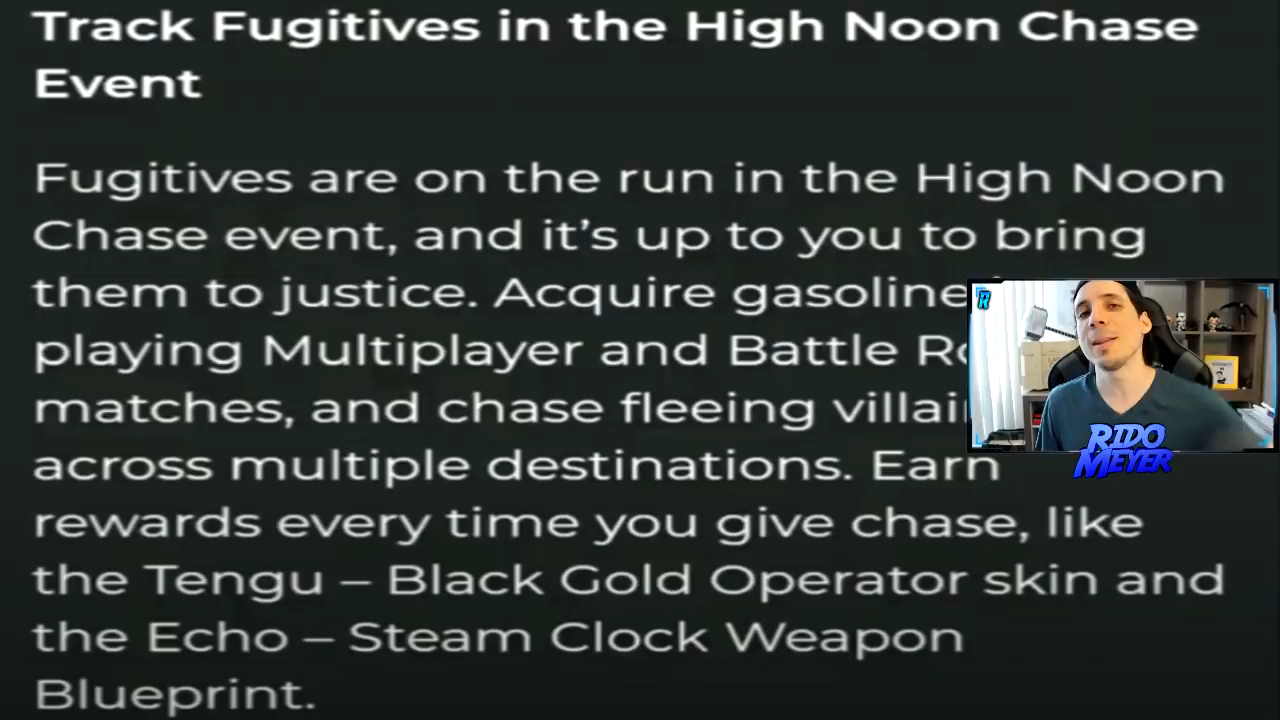 Track Fugitives in the High Noon Chase
Event
Fugitives are on the run in the High Noon
Chase event, and it’s up to you to bring
them to justice. Acquire gasoline
playing Multiplayer and Battle
matches, and chase fleeing
across multiple destinations. Earn
rewards every time you give chase, like
the Tengu – Black Gold Operator skin and
the Echo – Steam Clock Weapon
Blueprint.
R
RIDO
MEYER